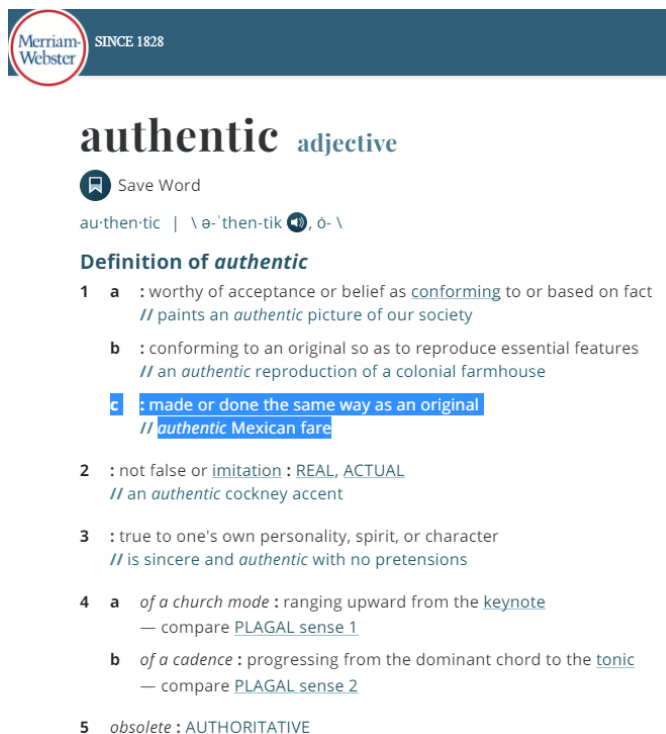 Merriam-
Webster
SINCE 1828
authentic adjective
Save Word
au·then·tic | \ ə-ˈthen-tik , ȯ- \
Definition of authentic
1 a : worthy of acceptance or belief as conforming to or based on fact
// paints an authentic picture of our society
b : conforming to an original so as to reproduce essential features
// an authentic reproduction of a colonial farmhouse
c : made or done the same way as an original
// authentic Mexican fare
2 : not false or imitation : REAL, ACTUAL
// an authentic cockney accent
3 : true to one's own personality, spirit, or character
// is sincere and authentic with no pretensions
4 a of a church mode : ranging upward from the keynote
— compare PLAGAL sense 1
b of a cadence : progressing from the dominant chord to the tonic
— compare PLAGAL sense 2
5 obsolete : AUTHORITATIVE